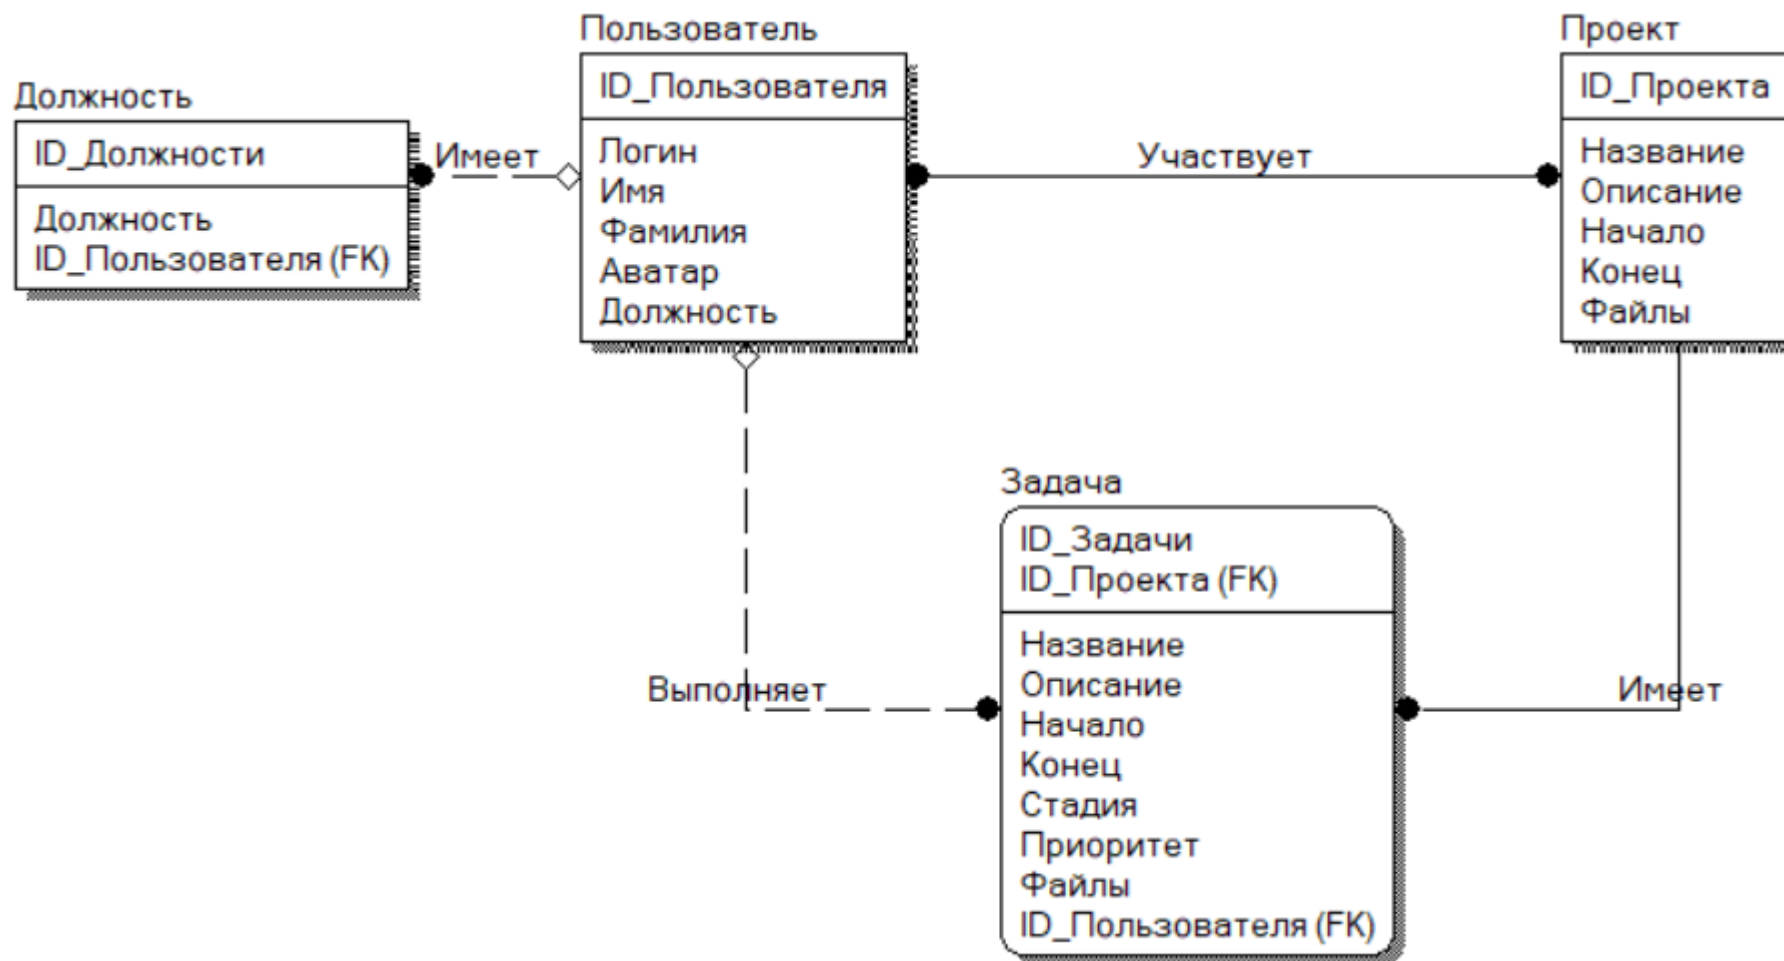 Должность
ID_Должности
Должность
ID_Пользователя (FK)
Имеет
Пользователь
ID_Пользователя
Логин
Имя
Фамилия
Аватар
Должность
Участвует
Проект
ID_Проекта
Название
Описание
Начало
Конец
Файлы
Выполняет
Задача
ID_Задачи
ID_Проекта (FK)
Название
Описание
Начало
Конец
Стадия
Приоритет
Файлы
ID_Пользователя (FK)
Имеет